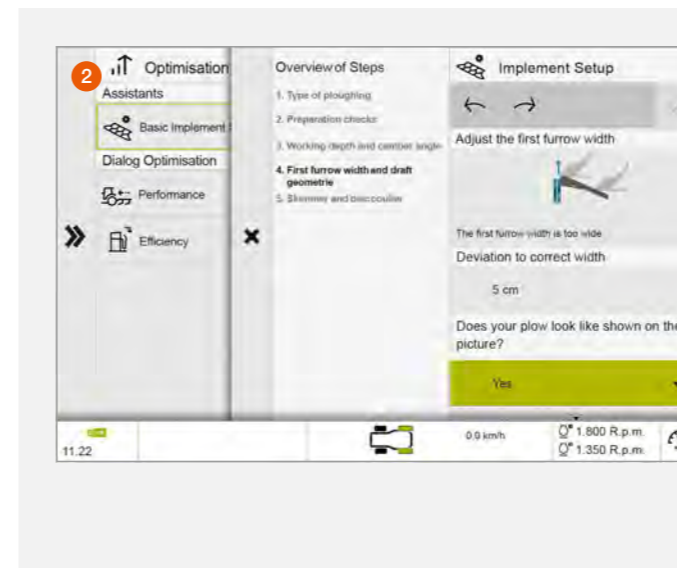 2
Optimisation
Assistants
Basic Implement
Dialog Optimisation
Performance
Efficiency
Overview of Steps
1. Type of ploughing
2. Preparation checks
3. Working depth and camber angle
4. First furrow width and draft
geometrie
5. Skimmer and disc coulter
Implement Setup
Adjust the first furrow width
The first furrow width is too wide
Deviation to correct width
5 cm
Does your plow look like shown on the
picture?
Yes
11.22
0.0 km/h
1.800 R.p.m.
1.350 R.p.m.